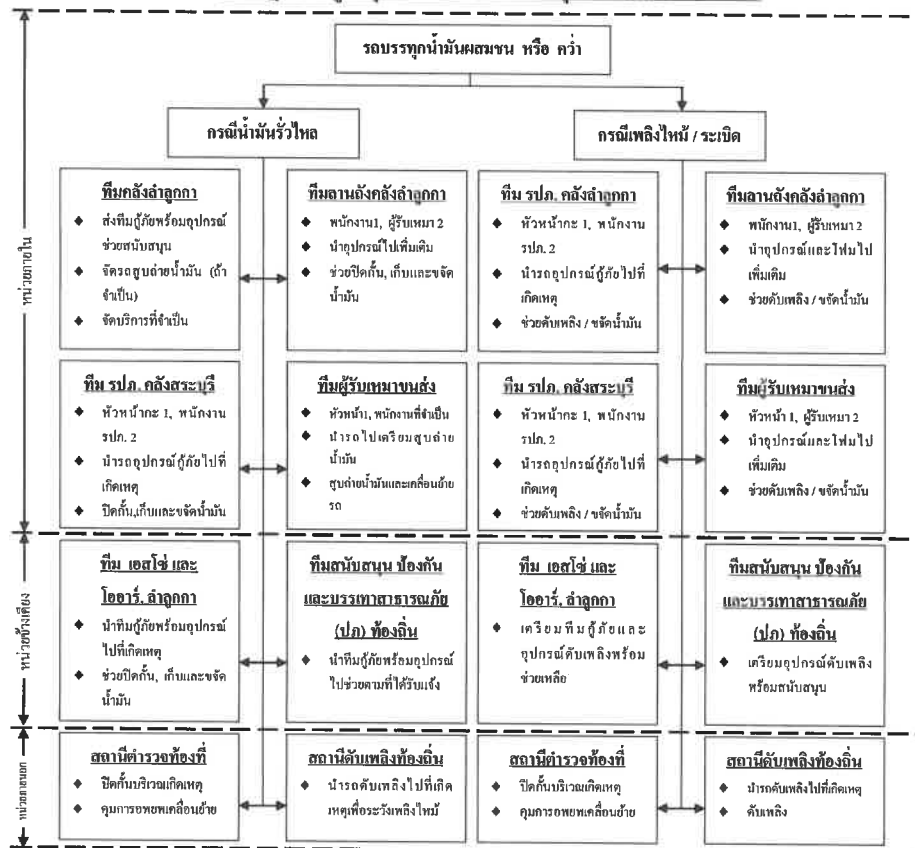 รถบรรทุกน้ำมันผสมชน หรือ คว่ำ
กรณีน้ำมันรั่วไหล
กรณีเพลิงไหม้ / ระเบิด
หน่วยภายใน
ทีมคลังลำลูกกา
◆ ส่งทีมกู้ภัยพร้อมอุปกรณ์
ช่วยสนับสนุน
◆ จัดรถสูบถ่ายน้ำมัน (ถ้า
จำเป็น)
◆ จัดบริการที่จำเป็น
ทีมลานถังคลังลำลูกกา
◆ พนักงาน1, ผู้รับเหมา 2
◆ นำอุปกรณ์ไปเพิ่มเติม
◆ ช่วยปิดกั้น, เก็บและขจัด
น้ำมัน
ทีม รปภ. คลังลำลูกกา
◆ หัวหน้ากะ 1, พนักงาน
รปภ. 2
◆ นำรถอุปกรณ์กู้ภัยไปที่
เกิดเหตุ
◆ ช่วยดับเพลิง / ขจัดน้ำมัน
ทีมลานถังคลังลำลูกกา
◆ พนักงาน1, ผู้รับเหมา 2
◆ นำอุปกรณ์และโฟมไป
เพิ่มเติม
◆ ช่วยดับเพลิง / ขจัดน้ำมัน
ทีม รปภ. คลังสระบุรี
◆ หัวหน้ากะ 1, พนักงาน
รปภ. 2
◆ นำรถอุปกรณ์กู้ภัยไปที่
เกิดเหตุ
◆ ปิดกั้น,เก็บและขจัดน้ำมัน
ทีมผู้รับเหมาขนส่ง
◆ หัวหน้า1, พนักงานที่จำเป็น
◆ นำรถไปเตรียมสูบถ่าย
น้ำมัน
◆ สูบถ่ายน้ำมันและเคลื่อนย้าย
รถ
ทีม รปภ. คลังสระบุรี
◆ หัวหน้ากะ 1, พนักงาน
รปภ. 2
◆ นำรถอุปกรณ์กู้ภัยไปที่
เกิดเหตุ
◆ ช่วยดับเพลิง / ขจัดน้ำมัน
ทีมผู้รับเหมาขนส่ง
◆ หัวหน้า 1, ผู้รับเหมา 2
◆ นำอุปกรณ์และโฟมไป
เพิ่มเติม
◆ ช่วยดับเพลิง / ขจัดน้ำมัน
หน่วยข้างเคียง
ทีม เอสโซ่ และ
โออาร์. ลำลูกกา
◆ นำทีมกู้ภัยพร้อมอุปกรณ์
ไปที่เกิดเหตุ
◆ ช่วยปิดกั้น, เก็บและขจัด
น้ำมัน
ทีมสนับสนุน ป้องกัน
และบรรเทาสาธารณภัย
(ปภ) ท้องถิ่น
◆ นำทีมกู้ภัยพร้อมอุปกรณ์
ไปช่วยตามที่ได้รับแจ้ง
ทีม เอสโซ่ และ
โออาร์. ลำลูกกา
◆ เตรียมทีมกู้ภัยและ
อุปกรณ์ดับเพลิงพร้อม
ช่วยเหลือ
ทีมสนับสนุน ป้องกัน
และบรรเทาสาธารณภัย
(ปภ) ท้องถิ่น
◆ เตรียมอุปกรณ์ดับเพลิง
พร้อมสนับสนุน
หน่วยภายนอก
สถานีตำรวจท้องที่
◆ ปิดกั้นบริเวณเกิดเหตุ
◆ คุมการอพยพเคลื่อนย้าย
สถานีดับเพลิงท้องถิ่น
◆ นำรถดับเพลิงไปที่เกิด
เหตุเพื่อระวังเพลิงไหม้
สถานีตำรวจท้องที่
◆ ปิดกั้นบริเวณเกิดเหตุ
◆ คุมการอพยพเคลื่อนย้าย
สถานีดับเพลิงท้องถิ่น
◆ นำรถดับเพลิงไปที่เกิดเหตุ
◆ ดับเพลิง